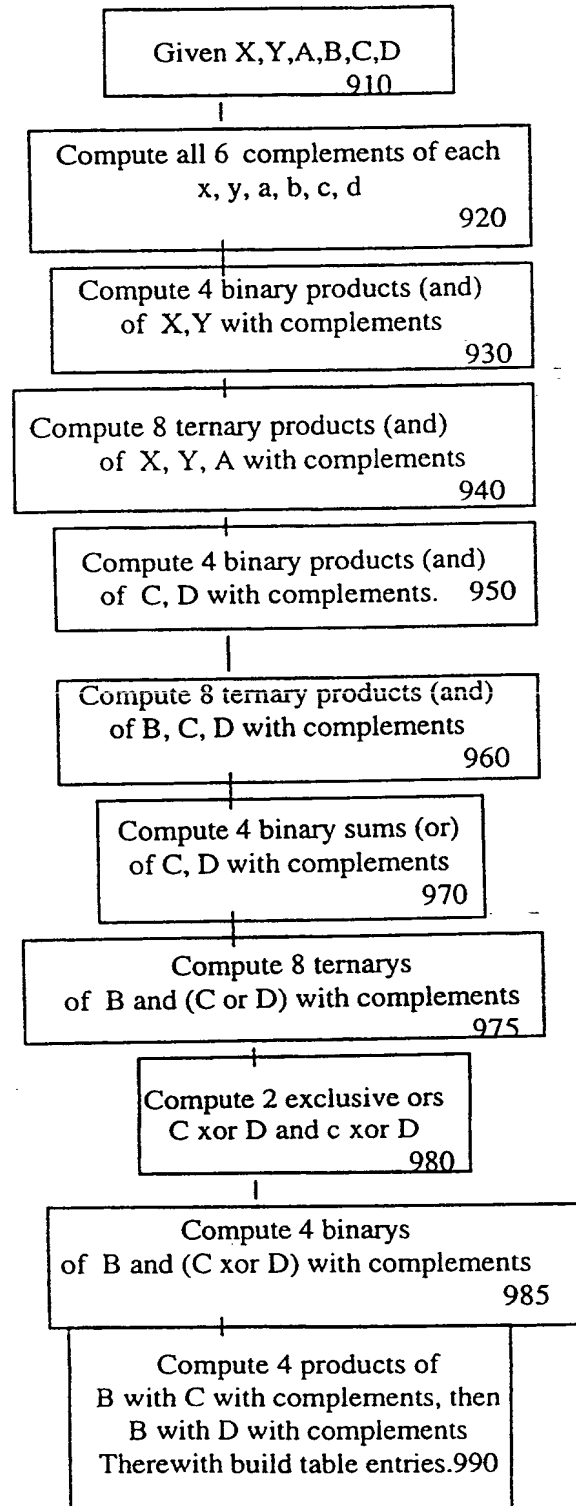 Given X,Y,A,B,C,D
910
Compute all 6 complements of each
x, y, a, b, c, d
920
Compute 4 binary products (and)
of X,Y with complements
930
Compute 8 ternary products (and)
of X, Y, A with complements
940
Compute 4 binary products (and)
of C, D with complements. 950
Compute 8 ternary products (and)
of B, C, D with complements
960
Compute 4 binary sums (or)
of C, D with complements
970
Compute 8 ternarys
of B and (C or D) with complements
975
Compute 2 exclusive ors
C xor D and c xor D
980
Compute 4 binarys
of B and (C xor D) with complements
985
Compute 4 products of
B with C with complements, then
B with D with complements
Therewith build table entries.990